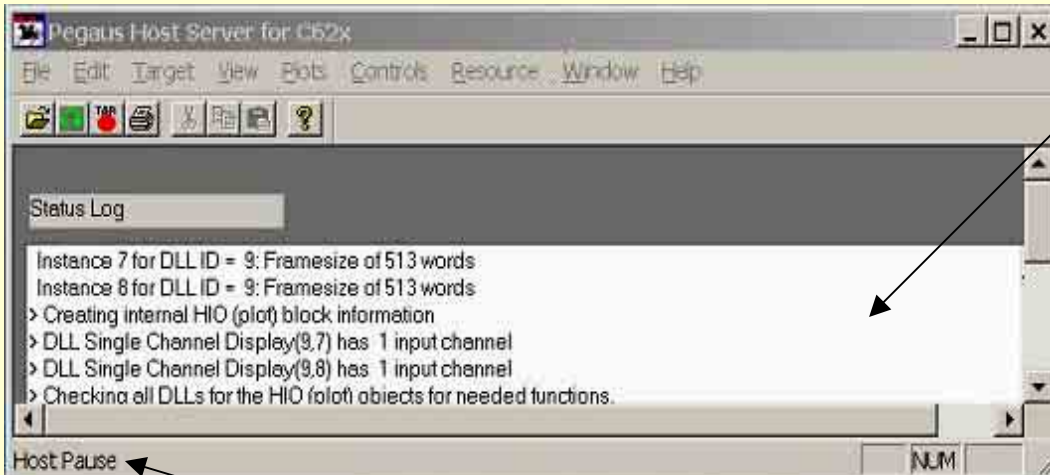 Pegaus Host Server for C62x
File Edit Target View Plots Controls Resource Window Help
TAR
Status Log
Instance 7 for DLL ID = 9: Framesize of 513 words
Instance 8 for DLL ID = 9: Framesize of 513 words
> Creating internal HIO (plot) block information
> DLL Single Channel Display(9,7) has 1 input channel
> DLL Single Channel Display(9,8) has 1 input channel
> Checking all DLLs for the HIO (plot) objects for needed functions.
Host Pause
NUM